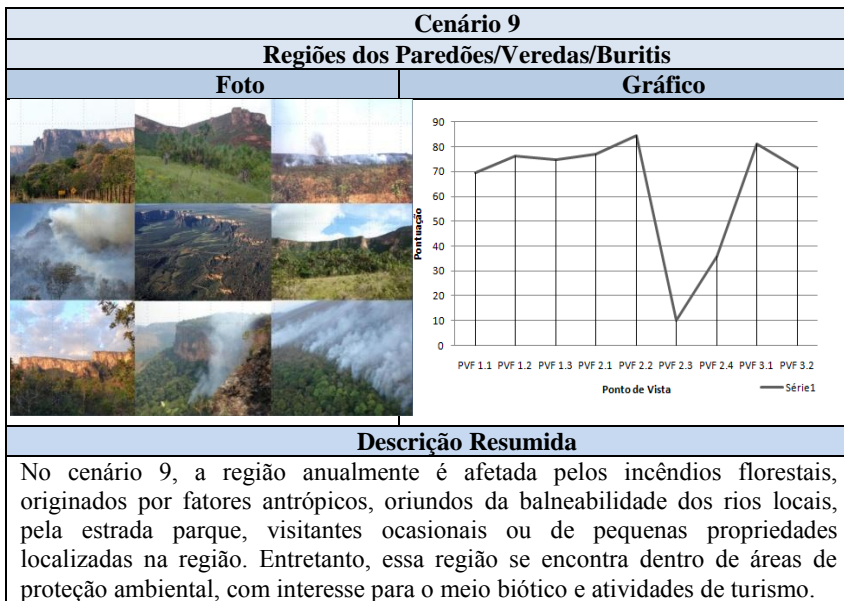 Cenário 9
Regiões dos Paredões/Veredas/Buritis
Foto
Gráfico
90
80
70
60
50
40
30
20
10
0
Pontuação
PVF 1.1 PVF 1.2 PVF 1.3 PVF 2.1 PVF 2.2 PVF 2.3 PVF 2.4 PVF 3.1 PVF 3.2
Ponto de Vista
Série1
Descrição Resumida
No cenário 9, a região anualmente é afetada pelos incêndios florestais,
originados por fatores antrópicos, oriundos da balneabilidade dos rios locais,
pela estrada parque, visitantes ocasionais ou de pequenas propriedades
localizadas na região. Entretanto, essa região se encontra dentro de áreas de
proteção ambiental, com interesse para o meio biótico e atividades de turismo.